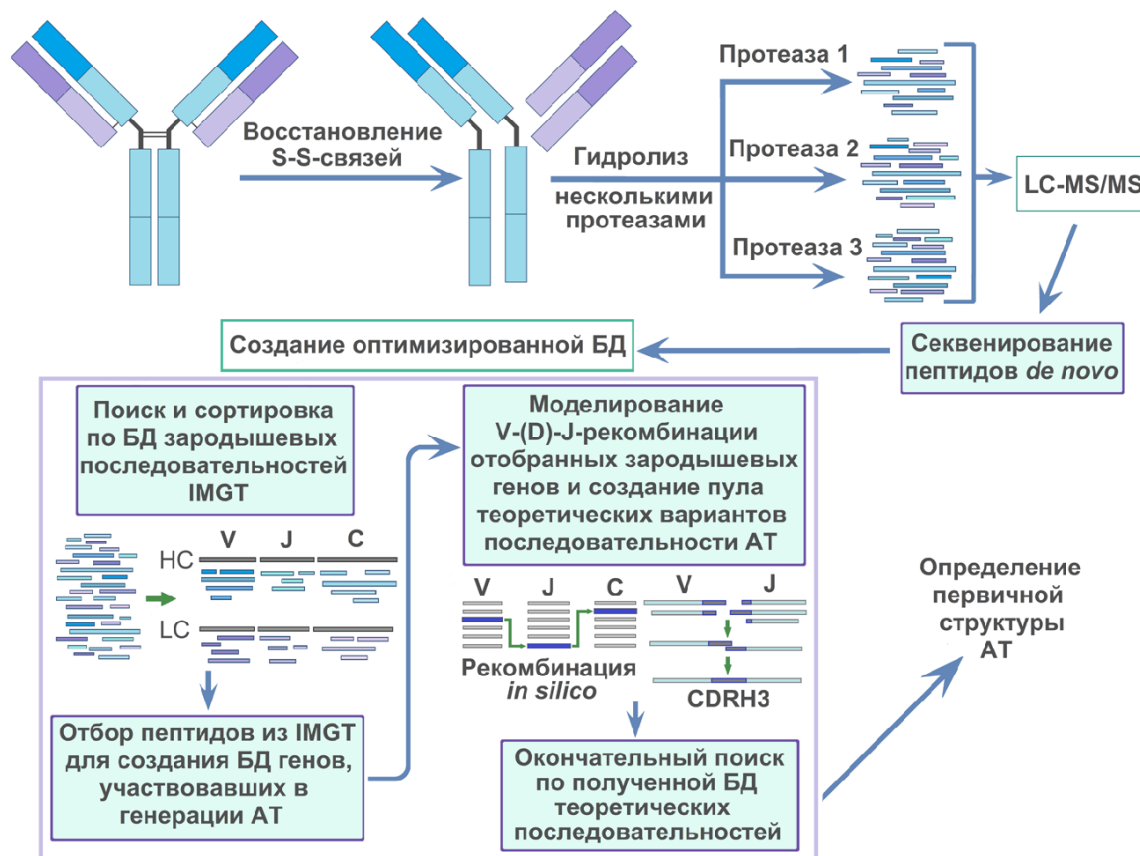 Восстановление
S-S-связей
Гидролиз
несколькими
протеазами
Протеаза 1
Протеаза 2
Протеаза 3
LC-MS/MS
Секвенирование
пептидов de novo
Создание оптимизированной БД
Поиск и сортировка
по БД зародышевых
последовательностей
IMGT
V J C
HC
LC
Отбор пептидов из IMGT
для создания БД генов,
участвовавших в
генерации АТ
Моделирование
V-(D)-J-рекомбинации
отобранных зародышевых
генов и создание пула
теоретических вариантов
последовательности АТ
V J C V J
Рекомбинация
in silico
CDRH3
Окончательный поиск
по полученной БД
теоретических
последовательностей
Определение
первичной
структуры
АТ